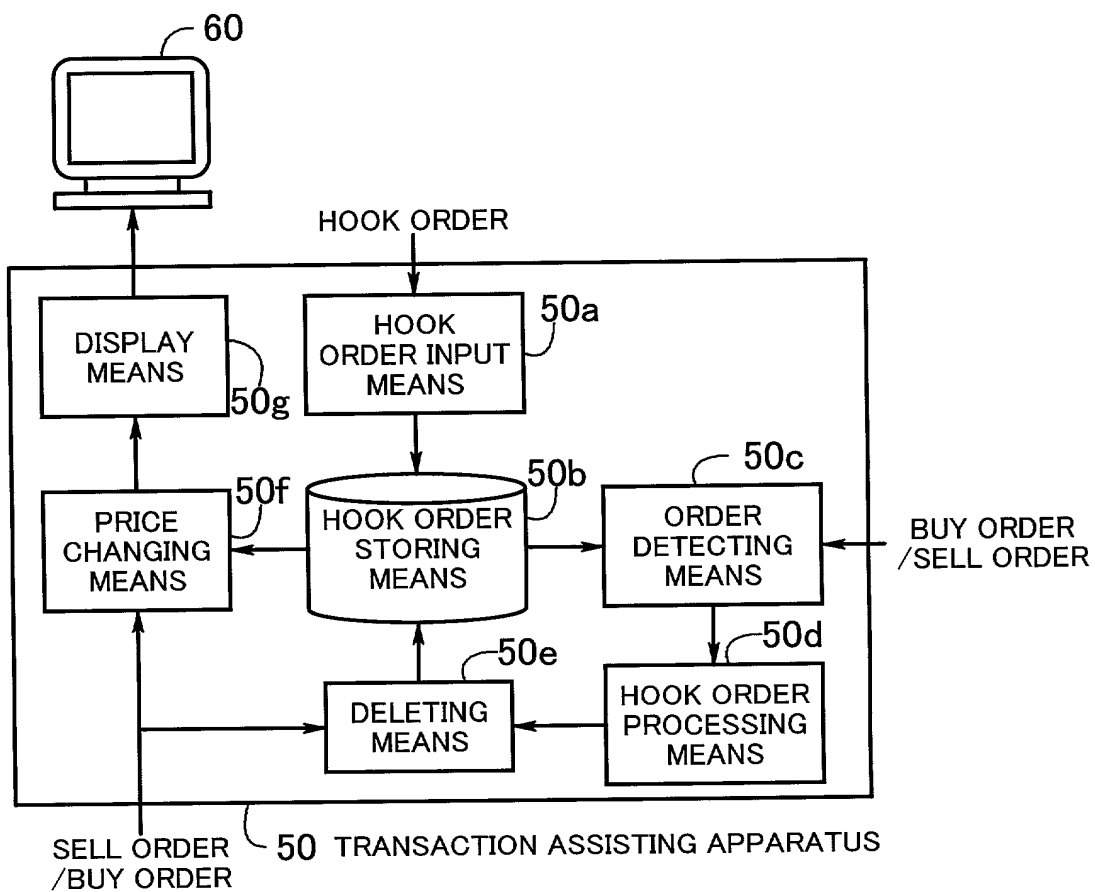 60
HOOK ORDER
DISPLAY
MEANS
50g
HOOK
ORDER INPUT
MEANS
50a
PRICE
CHANGING
MEANS
50f
HOOK ORDER
STORING
MEANS
50b
ORDER
DETECTING
MEANS
50c
BUY ORDER
/SELL ORDER
DELETING
MEANS
50e
HOOK ORDER
PROCESSING
MEANS
50d
SELL ORDER
/BUY ORDER
50 TRANSACTION ASSISTING APPARATUS